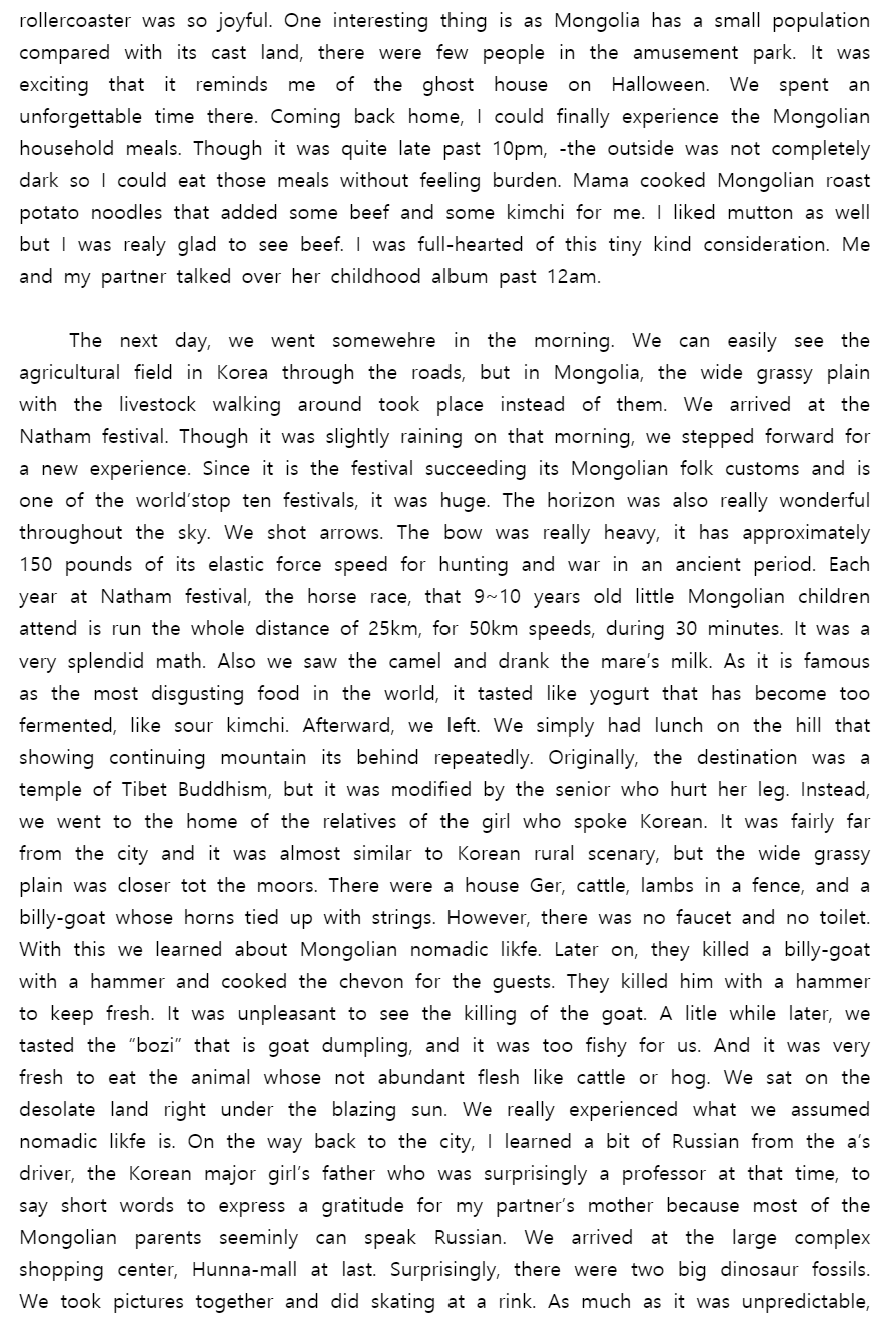 rollercoaster was so joyful. One interesting thing is as Mongolia has a small population
compared with its cast land, there were few people in the amusement park. It was
exciting that it reminds me of the ghost house on Halloween. We spent an
unforgettable time there. Coming back home, I could finally experience the Mongolian
household meals. Though it was quite late past 10pm, -the outside was not completely
dark so I could eat those meals without feeling burden. Mama cooked Mongolian roast
potato noodles that added some beef and some kimchi for me. I liked mutton as well
but I was realy glad to see beef. I was full-hearted of this tiny kind consideration. Me
and my partner talked over her childhood album past 12am.

The next day, we went somewehre in the morning. We can easily see the
agricultural field in Korea through the roads, but in Mongolia, the wide grassy plain
with the livestock walking around took place instead of them. We arrived at the
Natham festival. Though it was slightly raining on that morning, we stepped forward for
a new experience. Since it is the festival succeeding its Mongolian folk customs and is
one of the world'stop ten festivals, it was huge. The horizon was also really wonderful
throughout the sky. We shot arrows. The bow was really heavy, it has approximately
150 pounds of its elastic force speed for hunting and war in an ancient period. Each
year at Natham festival, the horse race, that 9~10 years old little Mongolian children
attend is run the whole distance of 25km, for 50km speeds, during 30 minutes. It was a
very splendid math. Also we saw the camel and drank the mare's milk. As it is famous
as the most disgusting food in the world, it tasted like yogurt that has become too
fermented, like sour kimchi. Afterward, we left. We simply had lunch on the hill that
showing continuing mountain its behind repeatedly. Originally, the destination was a
temple of Tibet Buddhism, but it was modified by the senior who hurt her leg. Instead,
we went to the home of the relatives of the girl who spoke Korean. It was fairly far
from the city and it was almost similar to Korean rural scenary, but the wide grassy
plain was closer tot the moors. There were a house Ger, cattle, lambs in a fence, and a
billy-goat whose horns tied up with strings. However, there was no faucet and no toilet.
With this we learned about Mongolian nomadic likfe. Later on, they killed a billy-goat
with a hammer and cooked the chevon for the guests. They killed him with a hammer
to keep fresh. It was unpleasant to see the killing of the goat. A litle while later, we
tasted the "bozi" that is goat dumpling, and it was too fishy for us. And it was very
fresh to eat the animal whose not abundant flesh like cattle or hog. We sat on the
desolate land right under the blazing sun. We really experienced what we assumed
nomadic likfe is. On the way back to the city, I learned a bit of Russian from the a's
driver, the Korean major girl's father who was surprisingly a professor at that time, to
say short words to express a gratitude for my partner's mother because most of the
Mongolian parents seeminly can speak Russian. We arrived at the large complex
shopping center, Hunna-mall at last. Surprisingly, there were two big dinosaur fossils.
We took pictures together and did skating at a rink. As much as it was unpredictable,